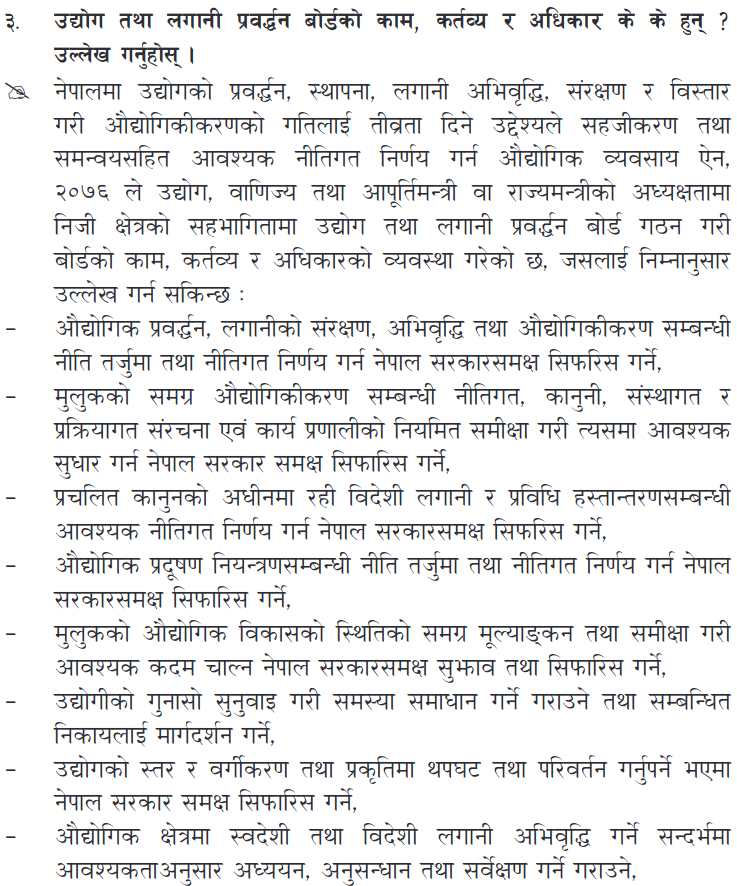 ३. उद्योग तथा लगानी प्रवर्द्धन बोर्डको काम, कर्तव्य र अधिकार के के हुन् ?
उल्लेख गर्नुहोस् ।
नेपालमा उद्योगको प्रवर्द्धन, स्थापना, लगानी अभिवृद्धि, संरक्षण र विस्तार
गरी औद्योगिकीकरणको गतिलाई तीव्रता दिने उद्देश्यले सहजीकरण तथा
समन्वयसहित आवश्यक नीतिगत निर्णय गर्न औद्योगिक व्यवसाय ऐन,
२०७६ ले उद्योग, वाणिज्य तथा आपूर्तिमन्त्री वा राज्यमन्त्रीको अध्यक्षतामा
निजी क्षेत्रको सहभागितामा उद्योग तथा लगानी प्रवर्द्धन बोर्ड गठन गरी
बोर्डको काम, कर्तव्य र अधिकारको व्यवस्था गरेको छ, जसलाई निम्नानुसार
उल्लेख गर्न सकिन्छ :
– औद्योगिक प्रवर्द्धन, लगानीको संरक्षण, अभिवृद्धि तथा औद्योगिकीकरण सम्बन्धी
नीति तर्जुमा तथा नीतिगत निर्णय गर्न नेपाल सरकारसमक्ष सिफरिस गर्ने,
– मुलुकको समग्र औद्योगिकीकरण सम्बन्धी नीतिगत, कानुनी, संस्थागत र
प्रक्रियागत संरचना एवं कार्य प्रणालीको नियमित समीक्षा गरी त्यसमा आवश्यक
सुधार गर्न नेपाल सरकार समक्ष सिफारिस गर्ने,
– प्रचलित कानुनको अधीनमा रही विदेशी लगानी र प्रविधि हस्तान्तरणसम्बन्धी
आवश्यक नीतिगत निर्णय गर्न नेपाल सरकारसमक्ष सिफारिस गर्ने,
– औद्योगिक प्रदूषण नियन्त्रणसम्बन्धी नीति तर्जुमा तथा नीतिगत निर्णय गर्न नेपाल
सरकारसमक्ष सिफारिस गर्ने,
– मुलुकको औद्योगिक विकासको स्थितिको समग्र मूल्याङ्कन तथा समीक्षा गरी
आवश्यक कदम चाल्न नेपाल सरकारसमक्ष सुझाव तथा सिफारिस गर्ने,
– उद्योगीको गुनासो सुनुवाइ गरी समस्या समाधान गर्ने गराउने तथा सम्बन्धित
निकायलाई मार्गदर्शन गर्ने,
– उद्योगको स्तर र वर्गीकरण तथा प्रकृतिमा थपघट तथा परिवर्तन गर्नुपर्ने भएमा
नेपाल सरकार समक्ष सिफारिस गर्ने,
– औद्योगिक क्षेत्रमा स्वदेशी तथा विदेशी लगानी अभिवृद्धि गर्ने सन्दर्भमा
आवश्यकताअनुसार अध्ययन, अनुसन्धान तथा सर्वेक्षण गर्ने गराउने,